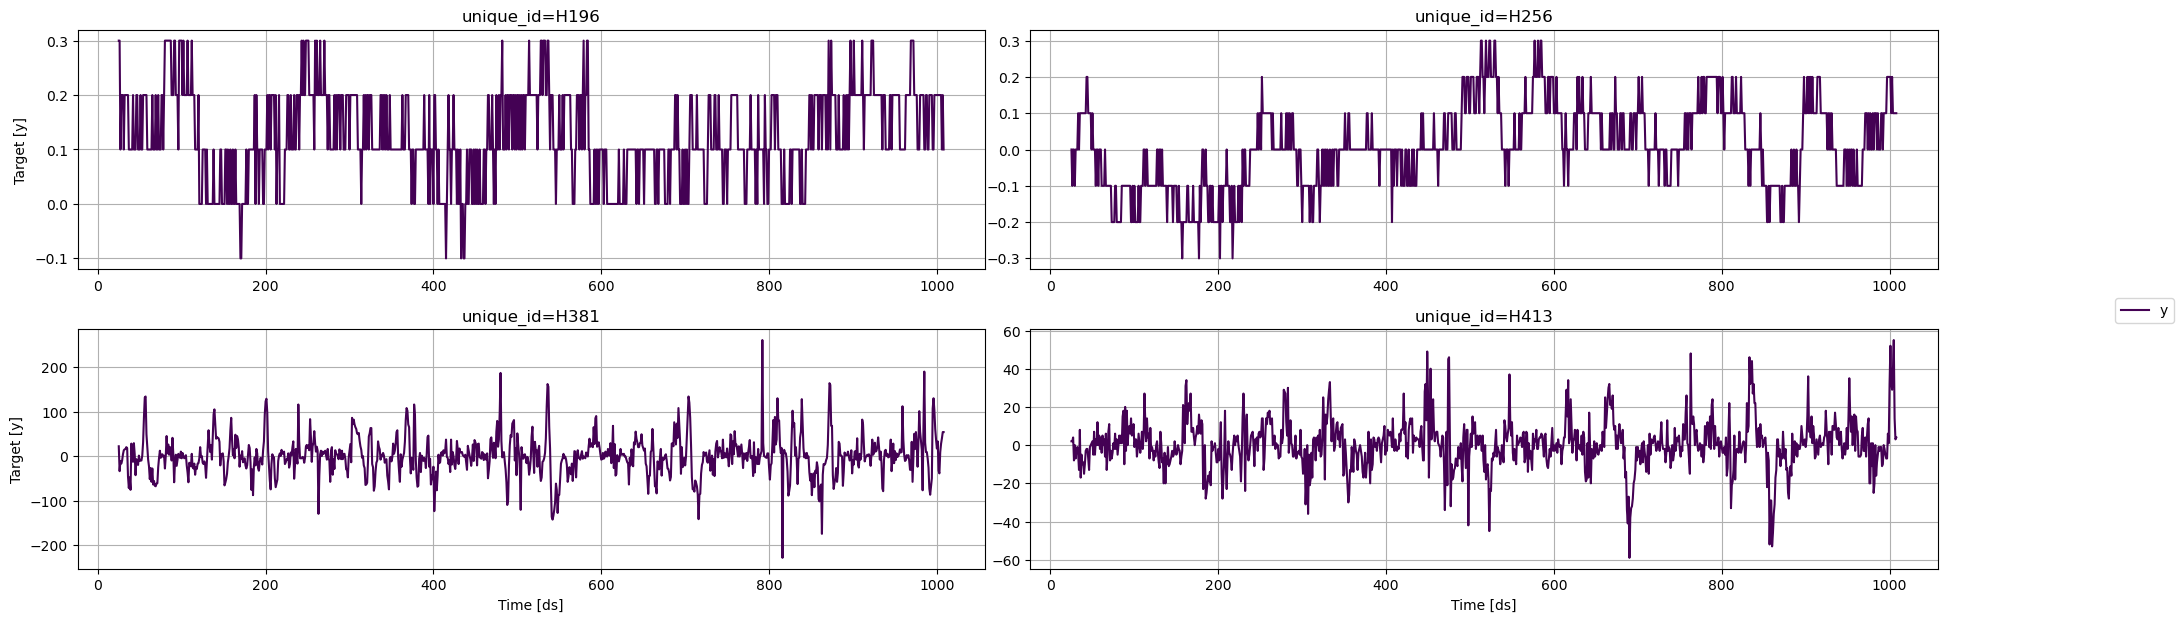 unique_id=H196
0.3
0.2
0.1
0.0
−0.1
Target [y]
0 200 400 600 800 1000
unique_id=H256
0.3
0.2
0.1
0.0
−0.1
−0.2
−0.3
0 200 400 600 800 1000
unique_id=H381
200
100
0
−100
−200
Target [y]
0 200 400 600 800 1000
Time [ds]
unique_id=H413
60
40
20
0
−20
−40
−60
0 200 400 600 800 1000
Time [ds]
y